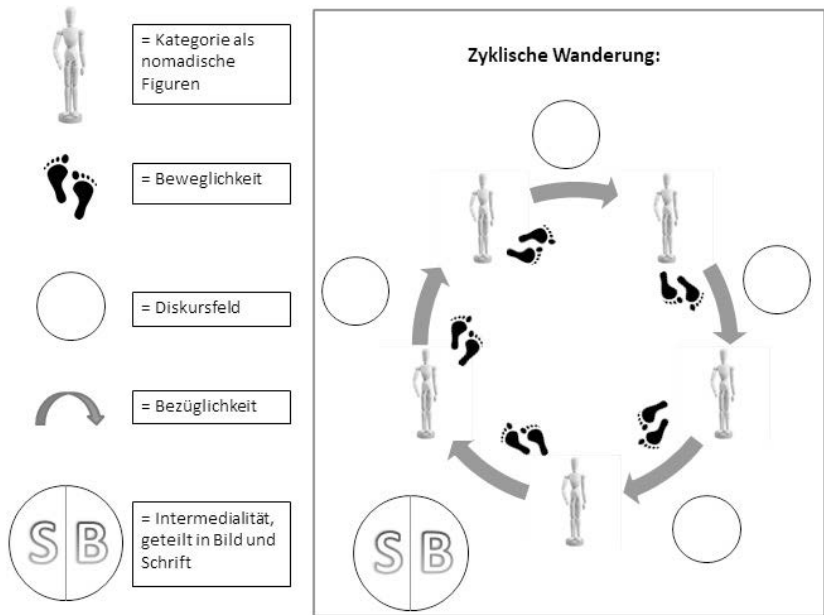 = Kategorie als
nomadische
Figuren
= Beweglichkeit
= Diskursfeld
= Bezüglichkeit
S B
= Intermedialität,
geteilt in Bild und
Schrift
Zyklische Wanderung:
S B